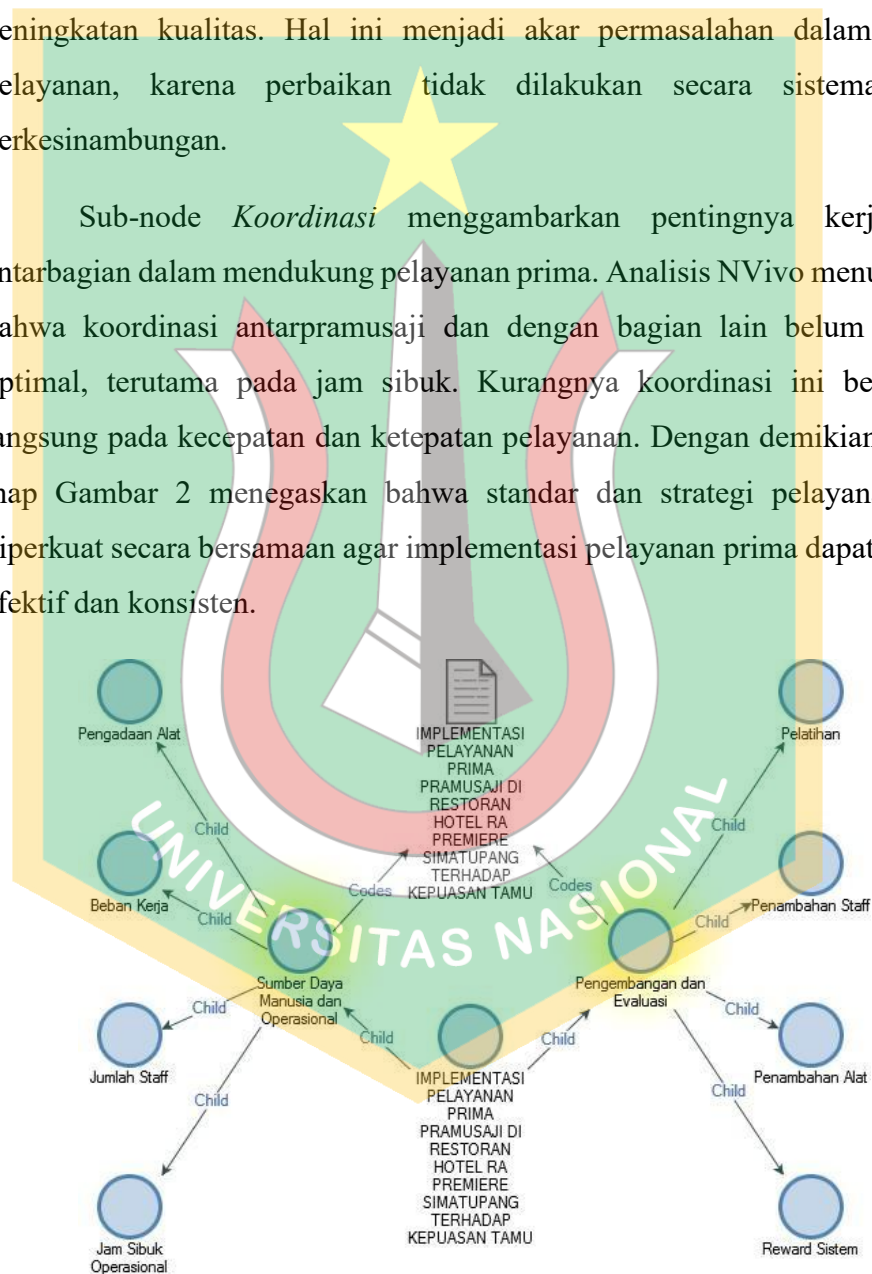 eningkatan kualitas. Hal ini menjadi akar permasalahan dalam
elayanan, karena perbaikan tidak dilakukan secara sistema
erkesinambungan.
Sub-node Koordinasi menggambarkan pentingnya kerj
ntarbagian dalam mendukung pelayanan prima. Analisis NVivo menu
ahwa koordinasi antarpramusaji dan dengan bagian lain belum
ptimal, terutama pada jam sibuk. Kurangnya koordinasi ini be
angsung pada kecepatan dan ketepatan pelayanan. Dengan demikian
nap Gambar 2 menegaskan bahwa standar dan strategi pelayana
iperkuat secara bersamaan agar implementasi pelayanan prima dapat
fektif dan konsisten.
Pengadaan Alat
IMPLEMENTASI
PELAYANAN
PRIMA
PRAMUSAJI DI
RESTORAN
HOTEL RA
PREMIERE
SIMATUPANG
TERHADAP
KEPUASAN TAMU
Pelatihan
Child
Child
Beban Kerja
Codes
Codes
Penambahan Staff
Child
Child
UNIVERSITAS NASIONAL
Sumber Daya
Manusia dan
Operasional
Pengembangan dan
Evaluasi
Child
Child
Child
Child
Jumlah Staff
IMPLEMENTASI
PELAYANAN
PRIMA
PRAMUSAJI DI
RESTORAN
HOTEL RA
PREMIERE
SIMATUPANG
TERHADAP
KEPUASAN TAMU
Penambahan Alat
Child
Child
Jam Sibuk
Operasional
Reward Sistem